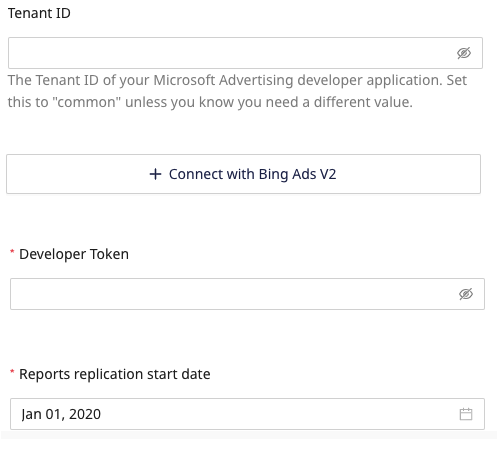 Tenant ID
The Tenant ID of your Microsoft Advertising developer application. Set
this to "common" unless you know you need a different value.
+ Connect with Bing Ads V2
* Developer Token
* Reports replication start date
Jan 01, 2020